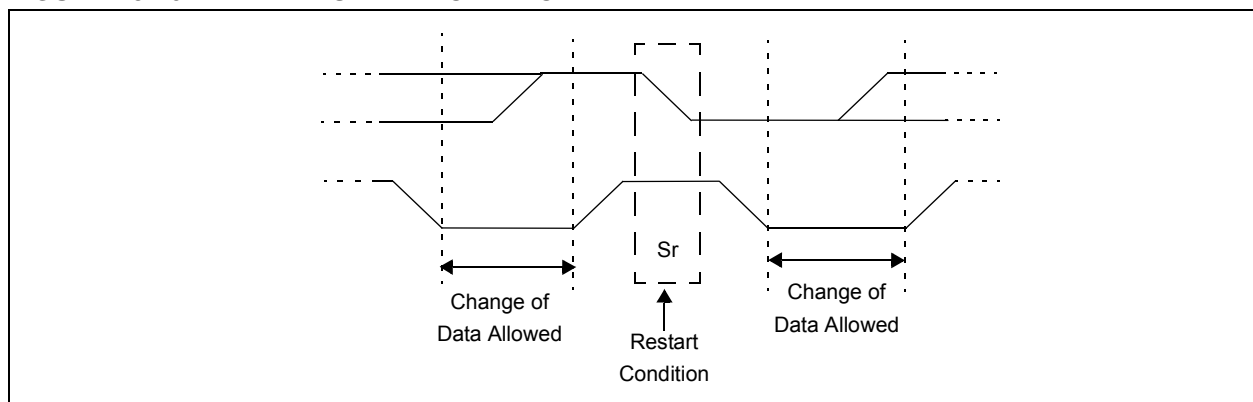 Sr
Change of
Data Allowed
Restart
Condition
Change of
Data Allowed